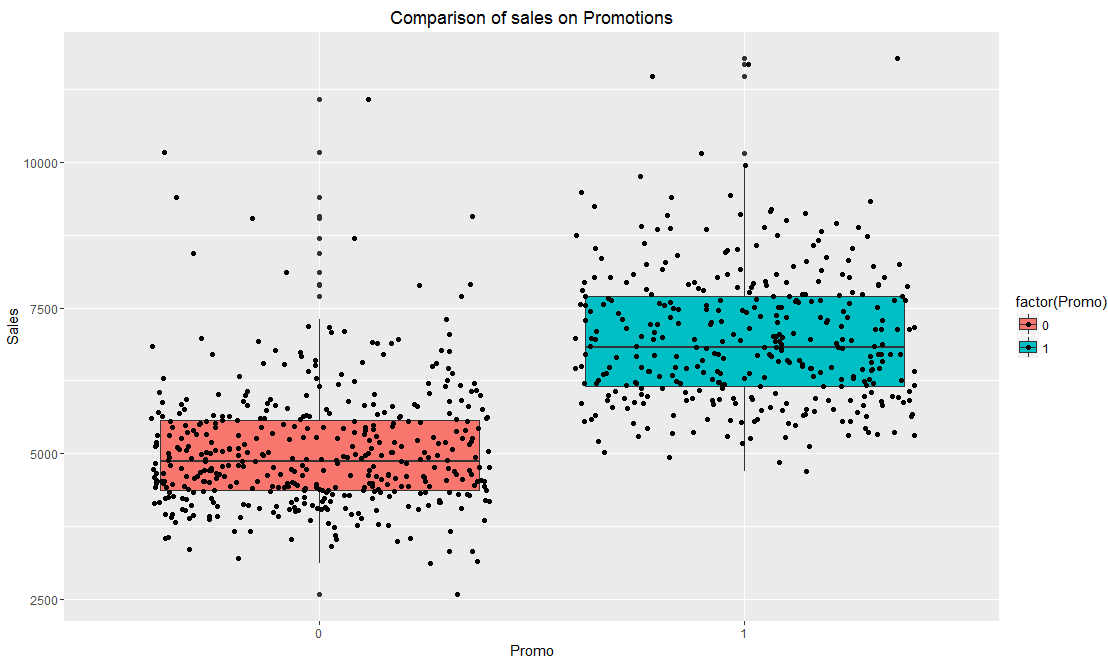 Comparison of sales on Promotions
Sales
10000
7500
5000
2500
0
1
Promo
factor(Promo)
0
1